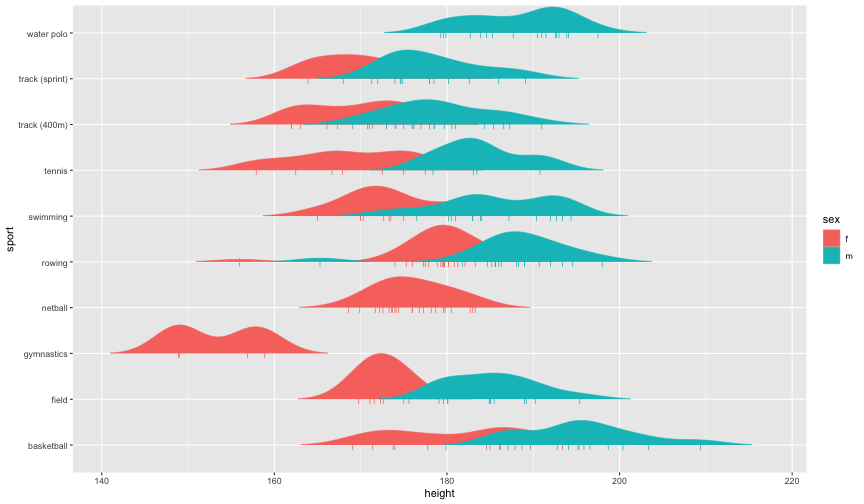 water polo
track (sprint)
track (400m)
tennis
swimming
rowing
netball
gymnastics
field
basketball
sport
140
160
180
200
220
height
sex
f
m